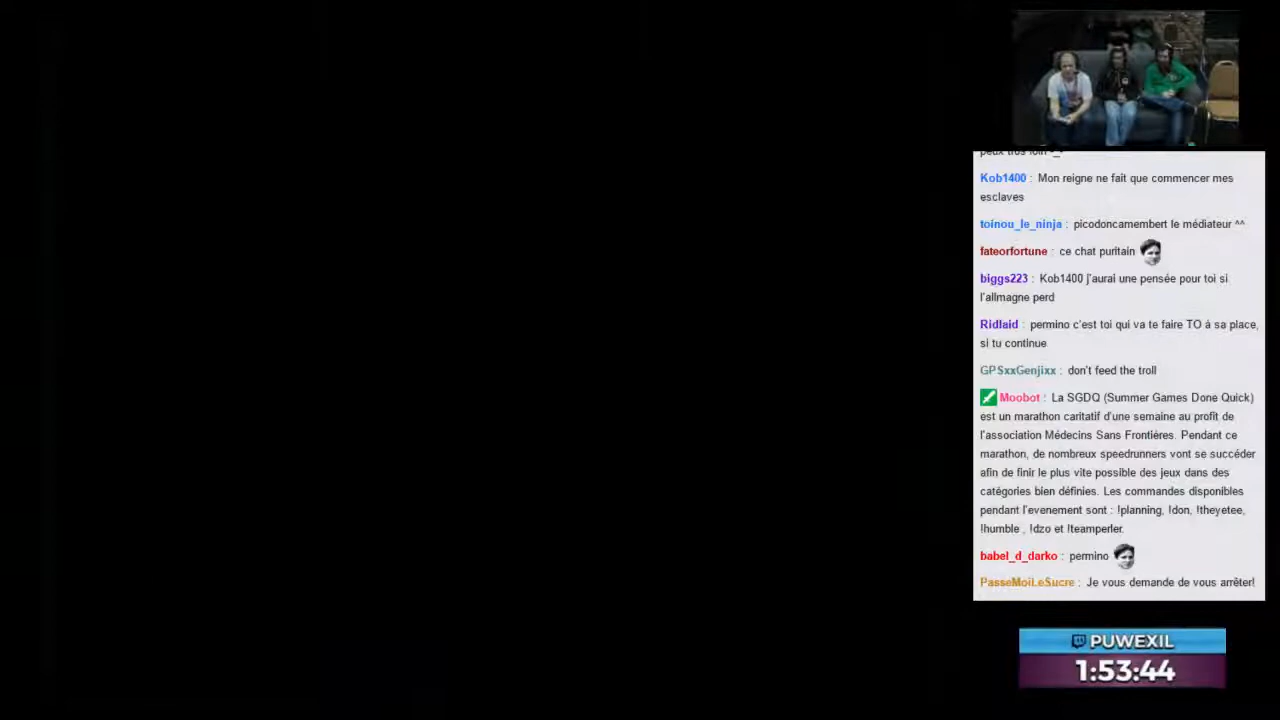 Kob1400 : Mon reigne ne fait que commencer mes
esclaves
toinou_le_ninja : picodoncamembert le médiateur ^^
fateorfortune : ce chat puritain
biggs223 : Kob1400 j'aurai une pensée pour toi si
l'allmagne perd
Ridlaid : permino c'est toi qui va te faire TO à sa place,
si tu continue
GPSxxGenjixx : don't feed the troll
Moobot : La SGDQ (Summer Games Done Quick)
est un marathon caritatif d'une semaine au profit de
l'association Médecins Sans Frontières. Pendant ce
marathon, de nombreux speedrunners vont se succéder
afin de finir le plus vite possible des jeux dans des
catégories bien définies. Les commandes disponibles
pendant l'evenement sont : !planning, !don, !theyetee,
!humble , !dzo et !teamperler.
babel_d_darko : permino
PasseMoiLeSucre : Je vous demande de vous arrêter!
PUWEXIL
1:53:44